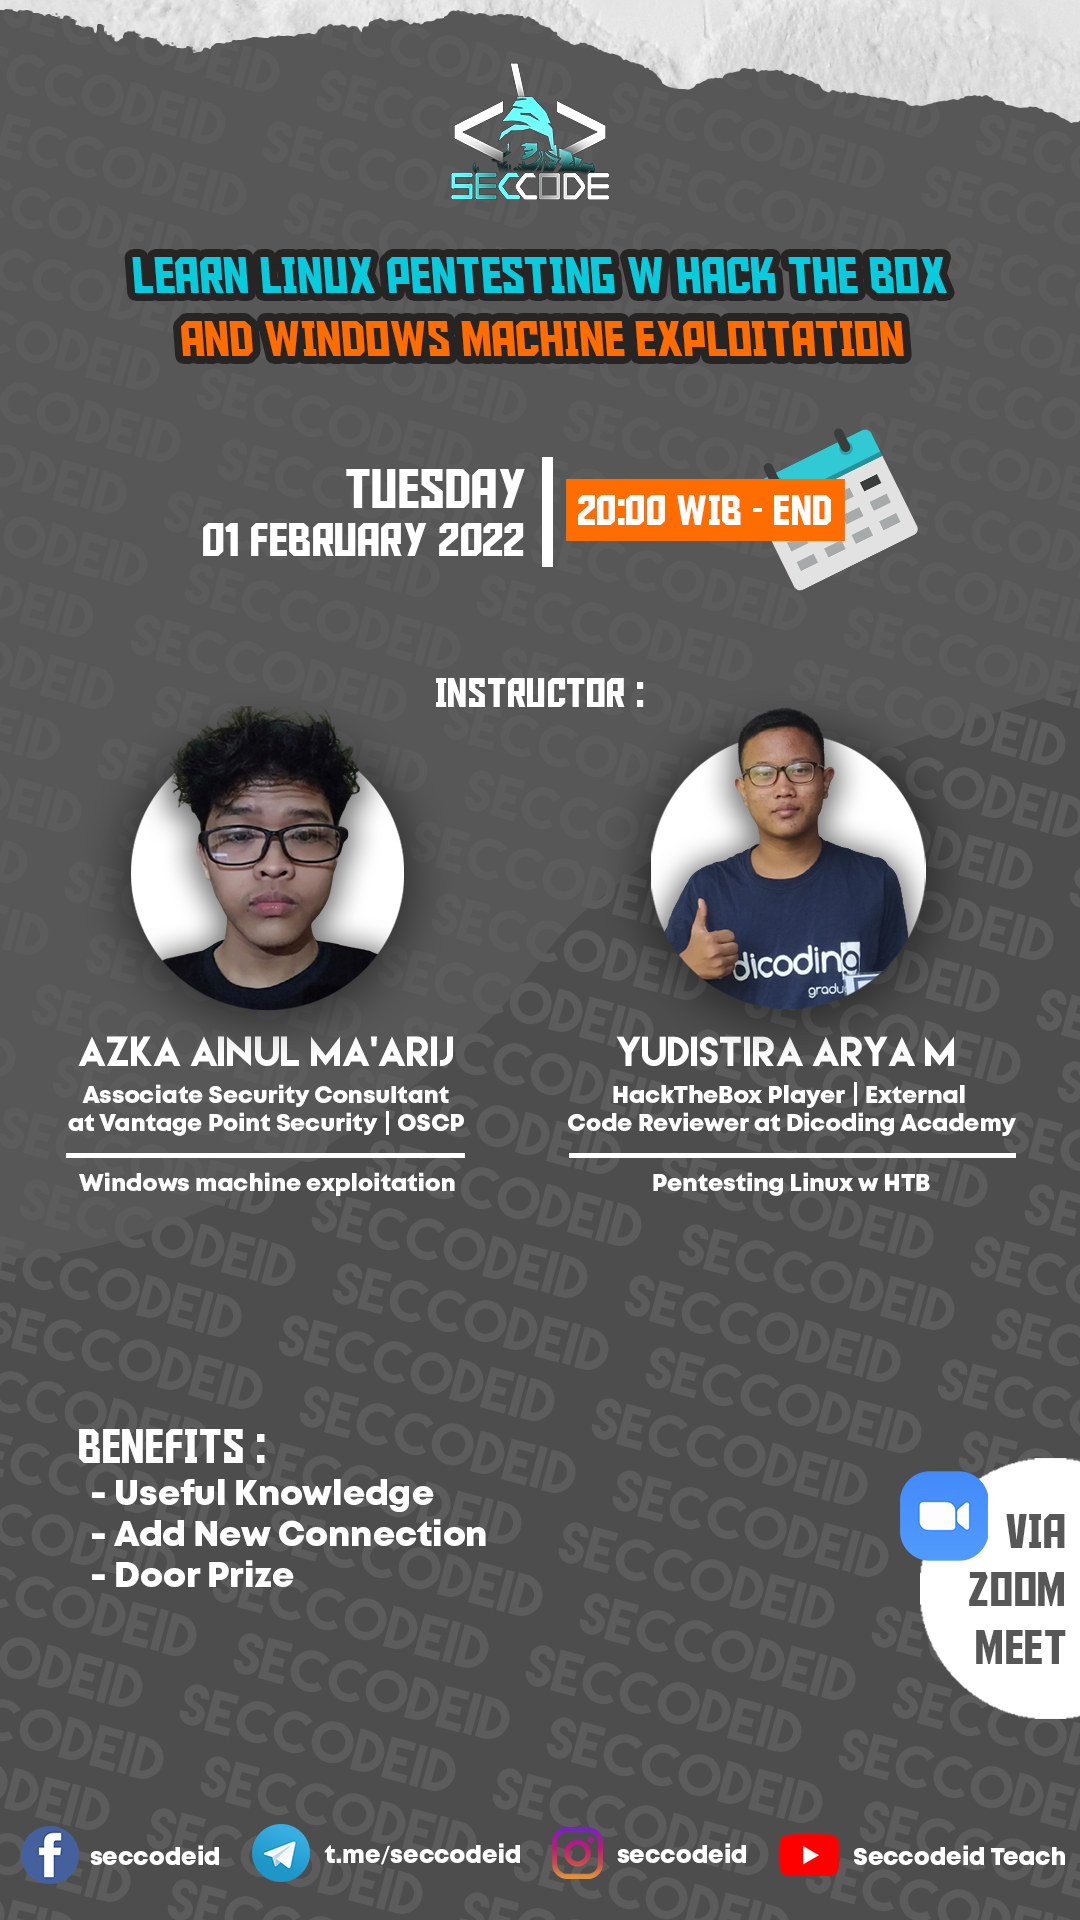 SECCODE
LEARN LINUX PENTESTING W HACK THE BOX
AND WINDOWS MACHINE EXPLOITATION
TUESDAY
01 FEBRUARY 2022
20:00 WIB - END
INSTRUCTOR :
dicoding
AZKA AINUL MA'ARIJ
Associate Security Consultant
at Vantage Point Security | OSCP
Windows machine exploitation
YUDISTIRA ARYA M
HackTheBox Player | External
Code Reviewer at Dicoding Academy
Pentesting Linux w HTB
BENEFITS :
- Useful Knowledge
- Add New Connection
- Door Prize
VIA
ZOOM
MEET
seccodeid
t.me/seccodeid
seccodeid
Seccodeid Teach
SECCODEID